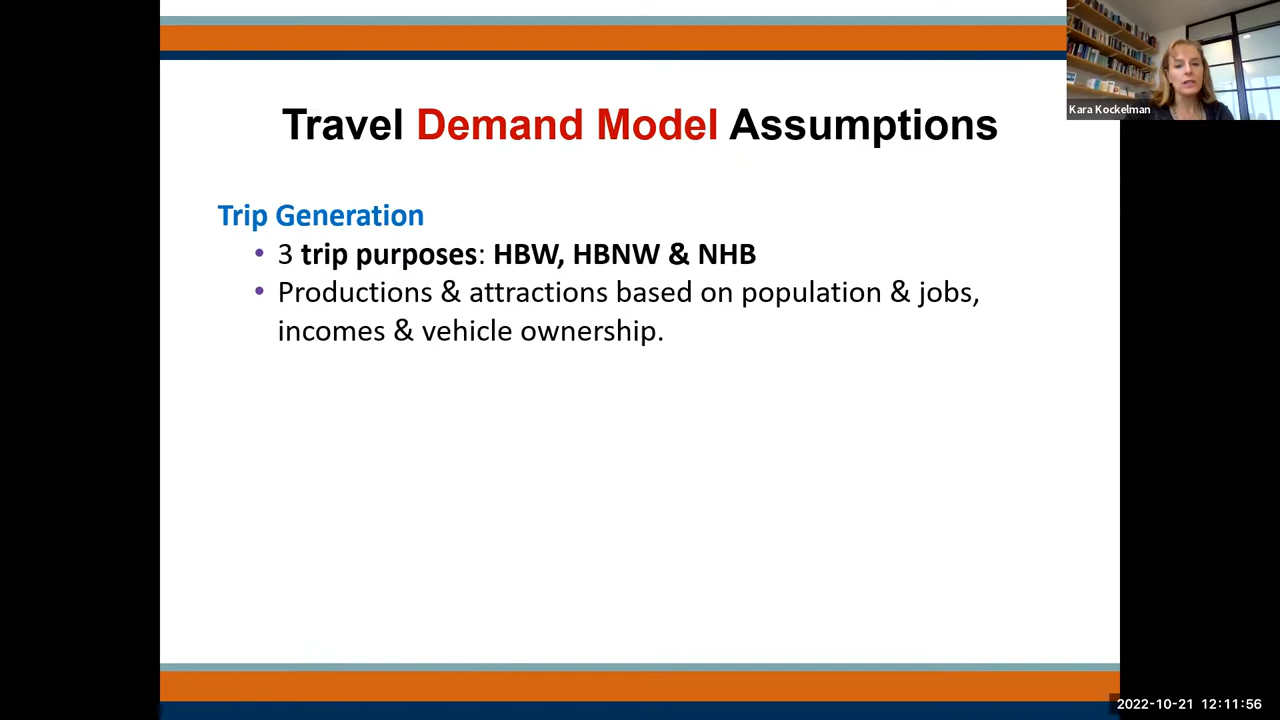 Kara Kockelman
Travel Demand Model Assumptions
Trip Generation
• 3 trip purposes: HBW, HBNW & NHB
• Productions & attractions based on population & jobs,
incomes & vehicle ownership.
2022-10-21 12:11:56